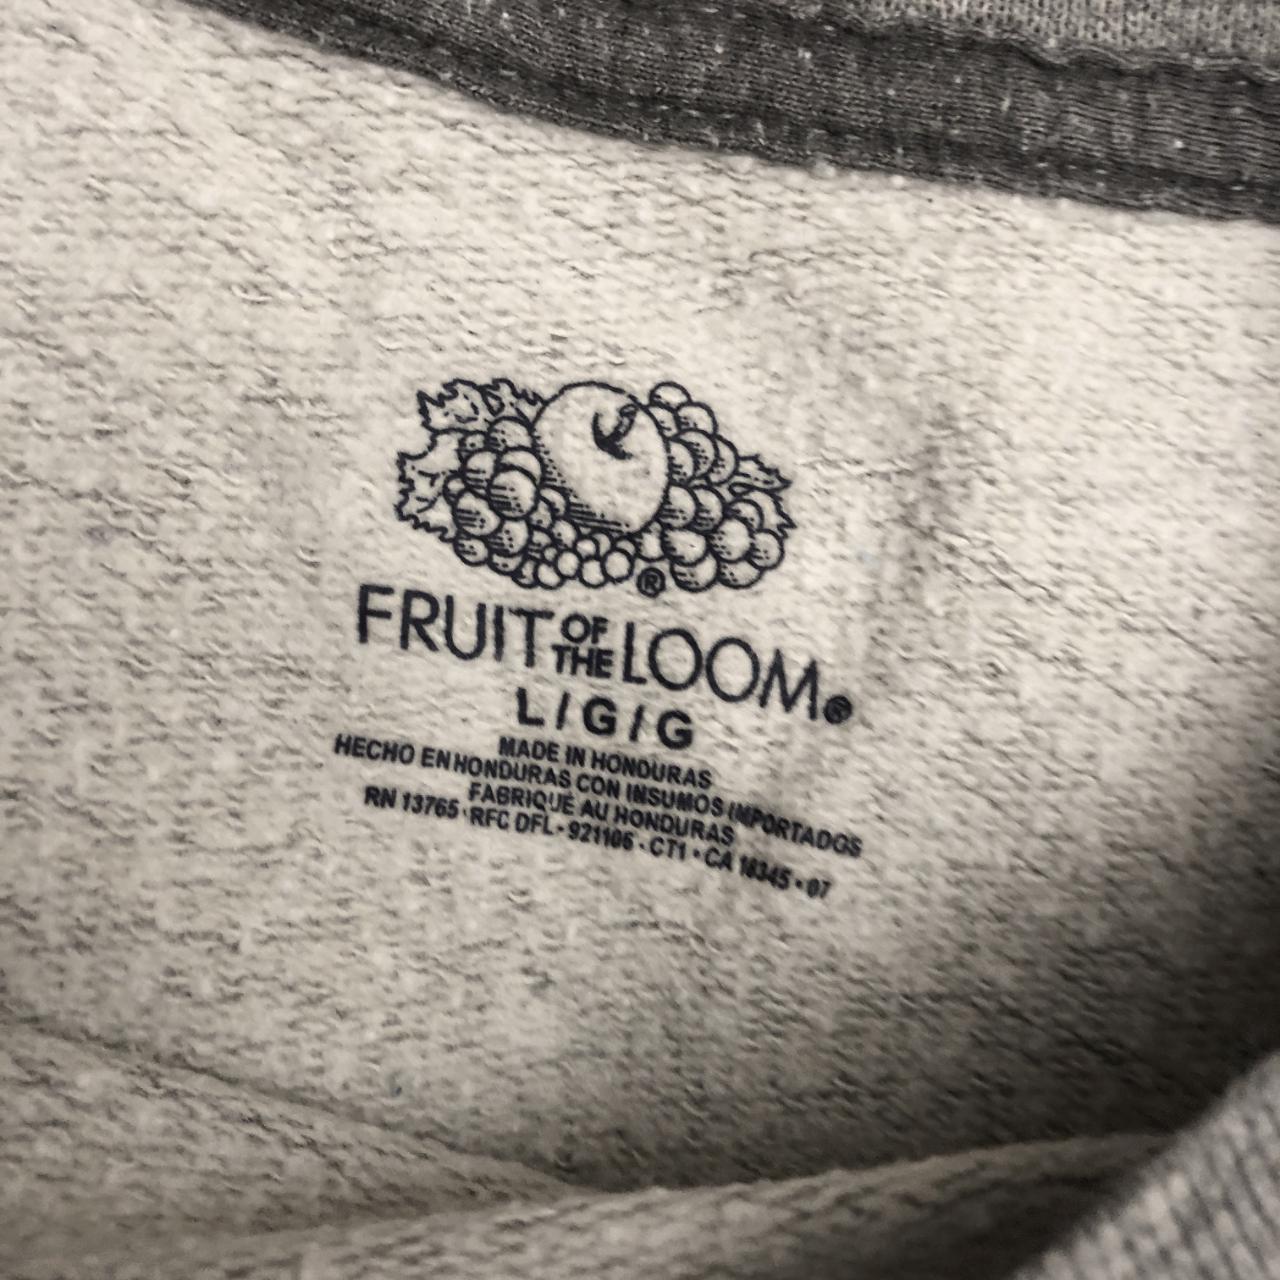 ®
FRUIT OF THE LOOM®
L / G / G
MADE IN HONDURAS
HECHO EN HONDURAS CON INSUMOS IMPORTADOS
FABRIQUÉ AU HONDURAS
RN 13765 · RFC DFL - 921106 - CT1 • CA 18345 • 07